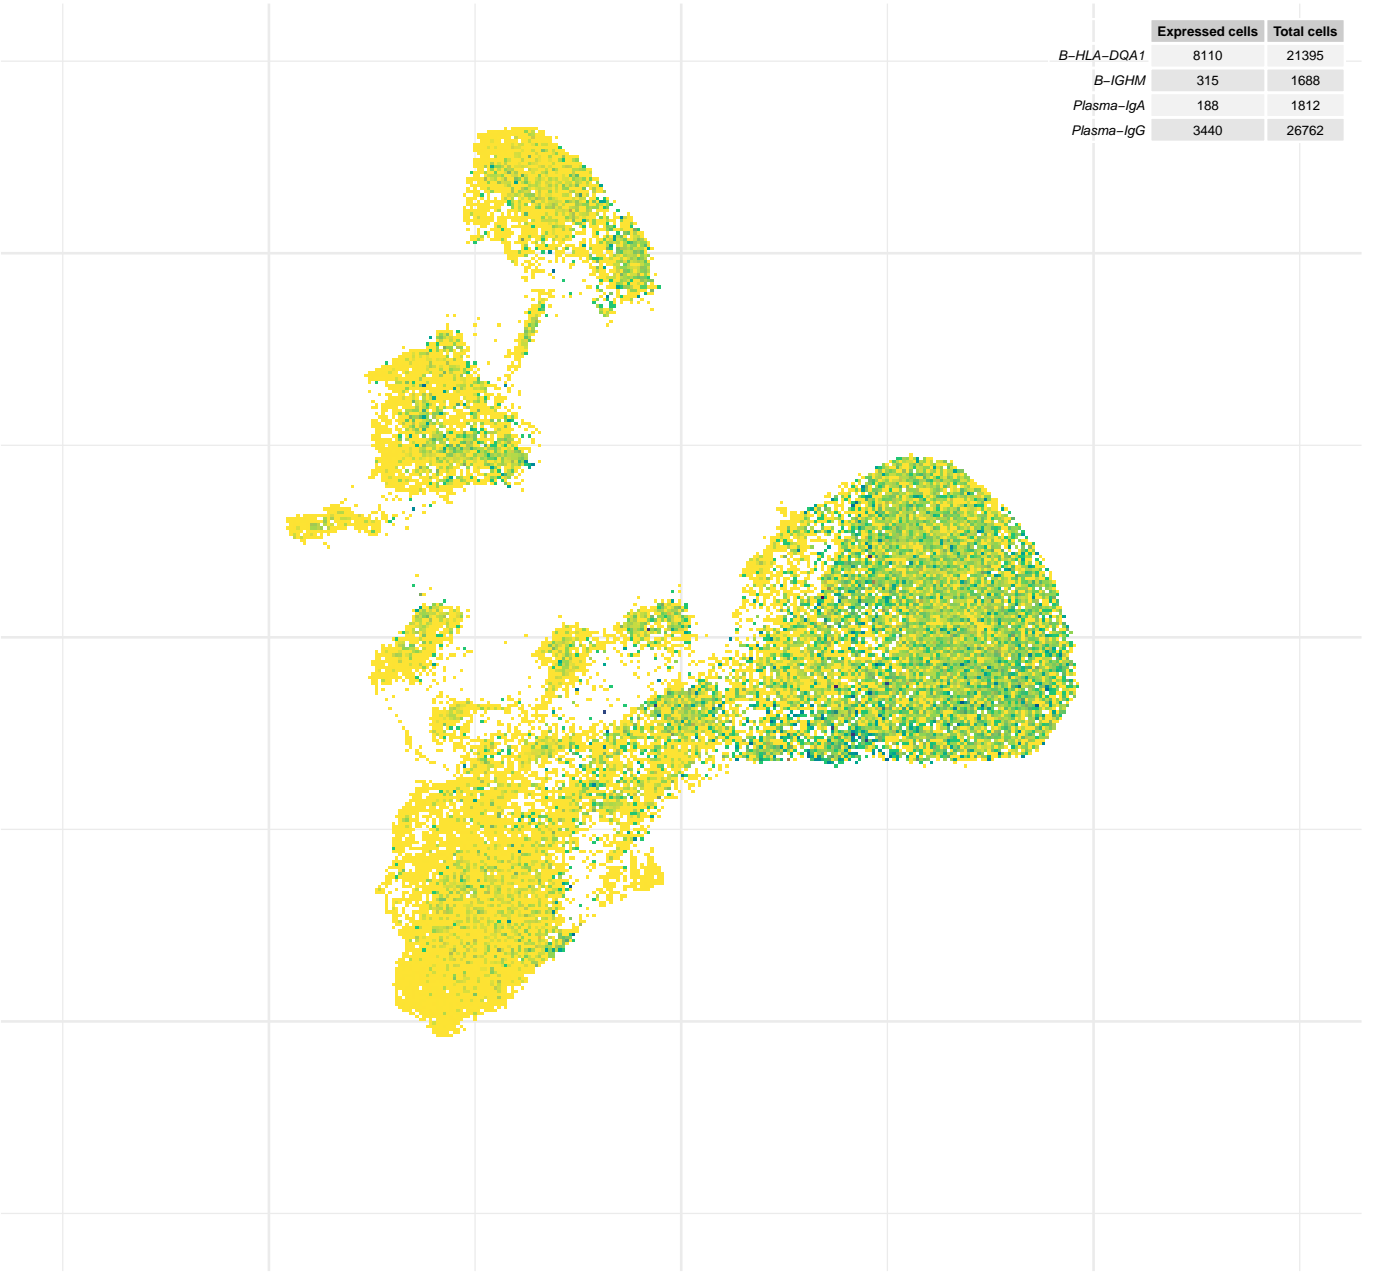 Expressed cells Total cells
B−HLA−DQA1 8110 21395
B−IGHM 315 1688
Plasma−IgA 188 1812
Plasma−IgG 3440 26762